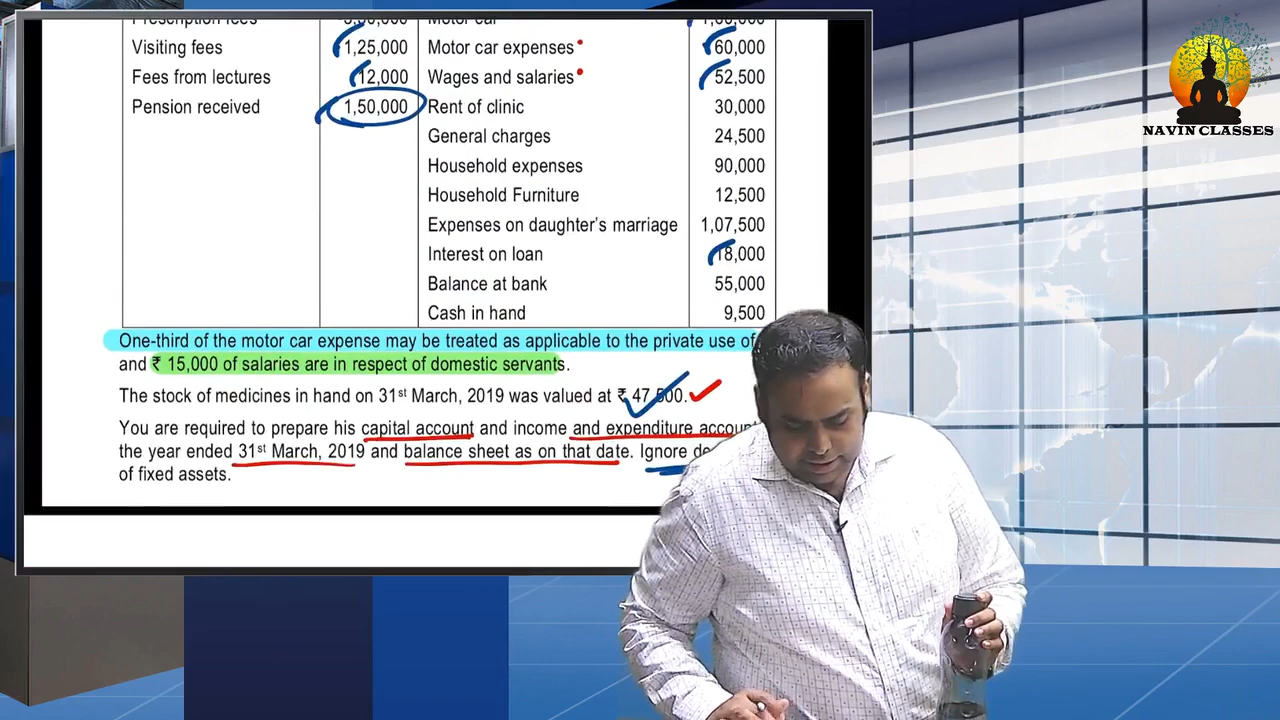 Prescription fees Motor car
Visiting fees 1,25,000 Motor car expenses 60,000
Fees from lectures 12,000 Wages and salaries 52,500
Pension received 1,50,000 Rent of clinic 30,000
General charges 24,500
Household expenses 90,000
Household Furniture 12,500
Expenses on daughter's marriage 1,07,500
Interest on loan 18,000
Balance at bank 55,000
Cash in hand 9,500
One-third of the motor car expense may be treated as applicable to the private use of
and ₹ 15,000 of salaries are in respect of domestic servants.
The stock of medicines in hand on 31st March, 2019 was valued at ₹ 47,500.
You are required to prepare his capital account and income and expenditure account
the year ended 31st March, 2019 and balance sheet as on that date. Ignore
of fixed assets.
NAVIN CLASSES